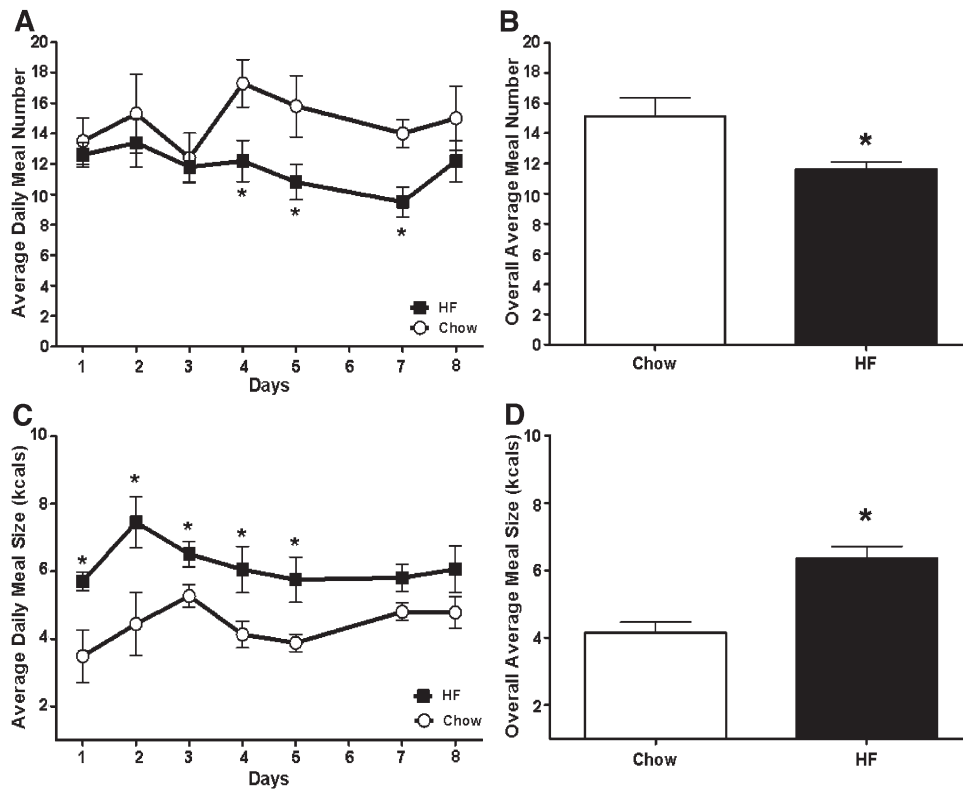 A
Average Daily Meal Number
20
18
16
14
12
10
8
6
4
2
0
*
*
*
HF
Chow
1 2 3 4 5 6 7 8
Days
B
Overall Average Meal Number
20
18
16
14
12
10
8
6
4
2
0
*
Chow HF
C
Average Daily Meal Size (kcals)
10
8
6
4
2
*
*
*
*
*
HF
Chow
1 2 3 4 5 6 7 8
Days
D
Overall Average Meal Size (kcals)
10
8
6
4
2
*
Chow HF